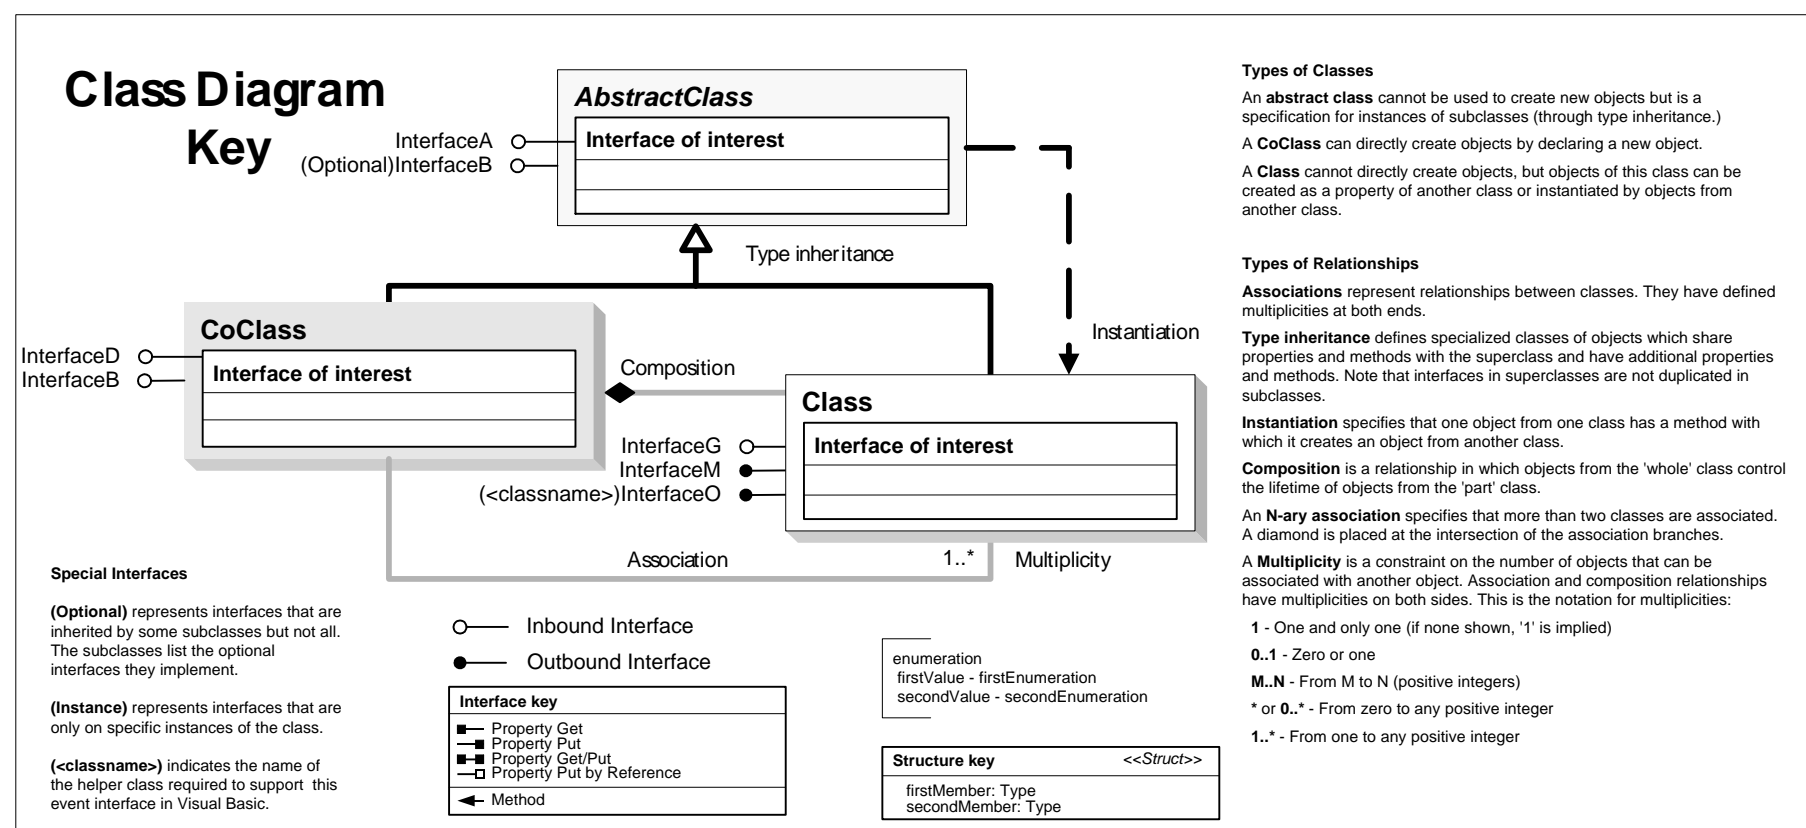 Class Diagram
Key
AbstractClass
Interface of interest
InterfaceA
(Optional)InterfaceB
Type inheritance
Instantiation
CoClass
Interface of interest
InterfaceD
InterfaceB
Composition
Class
Interface of interest
InterfaceG
InterfaceM
(<classname>)InterfaceO
Association
1..*
Multiplicity
Special Interfaces
(Optional) represents interfaces that are
inherited by some subclasses but not all.
The subclasses list the optional
interfaces they implement.
(Instance) represents interfaces that are
only on specific instances of the class.
(<classname>) indicates the name of
the helper class required to support this
event interface in Visual Basic.
Inbound Interface
Outbound Interface
Interface key
Property Get
Property Put
Property Get/Put
Property Put by Reference
Method
enumeration
firstValue - firstEnumeration
secondValue - secondEnumeration
Structure key <<Struct>>
firstMember: Type
secondMember: Type
Types of Classes
An abstract class cannot be used to create new objects but is a
specification for instances of subclasses (through type inheritance.)
A CoClass can directly create objects by declaring a new object.
A Class cannot directly create objects, but objects of this class can be
created as a property of another class or instantiated by objects from
another class.
Types of Relationships
Associations represent relationships between classes. They have defined
multiplicities at both ends.
Type inheritance defines specialized classes of objects which share
properties and methods with the superclass and have additional properties
and methods. Note that interfaces in superclasses are not duplicated in
subclasses.
Instantiation specifies that one object from one class has a method with
which it creates an object from another class.
Composition is a relationship in which objects from the 'whole' class control
the lifetime of objects from the 'part' class.
An N-ary association specifies that more than two classes are associated.
A diamond is placed at the intersection of the association branches.
A Multiplicity is a constraint on the number of objects that can be
associated with another object. Association and composition relationships
have multiplicities on both sides. This is the notation for multiplicities:
1 - One and only one (if none shown, '1' is implied)
0..1 - Zero or one
M..N - From M to N (positive integers)
* or 0..* - From zero to any positive integer
1..* - From one to any positive integer